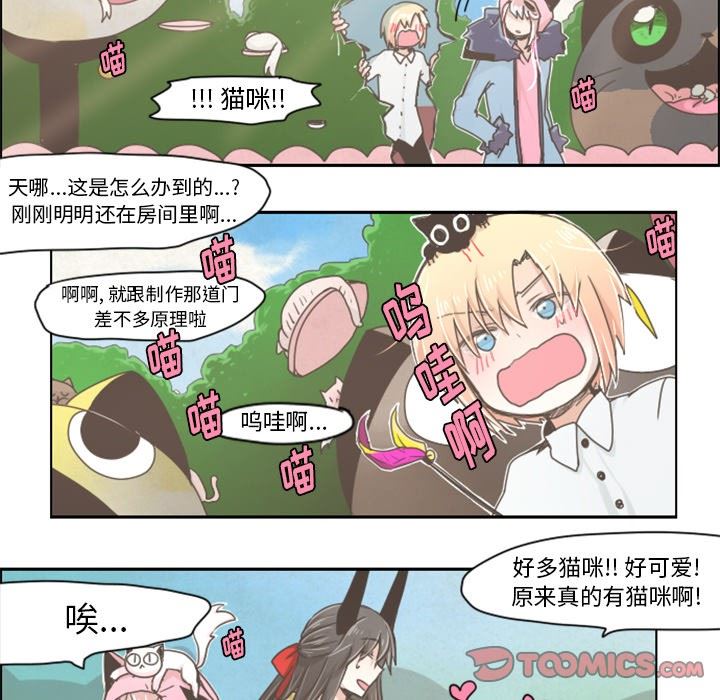 喵
!!! 猫咪!!
喵
天哪...这是怎么办到的...?
刚刚明明还在房间里啊...
喵
喵
啊啊, 就跟制作那道门
差不多原理啦
呜哇啊
喵
喵
呜哇啊...
喵
好多猫咪!! 好可爱!
原来真的有猫咪啊!
唉...
喵
TOOMICS.COM